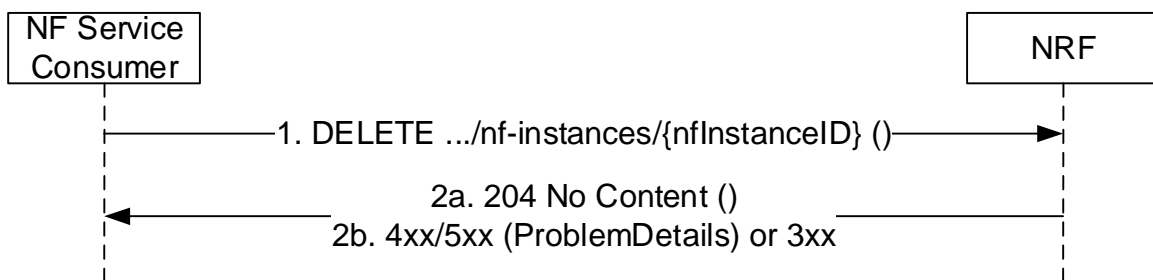 NF Service
Consumer
NRF
1. DELETE .../nf-instances/{nfInstanceID} ()
2a. 204 No Content ()
2b. 4xx/5xx (ProblemDetails) or 3xx